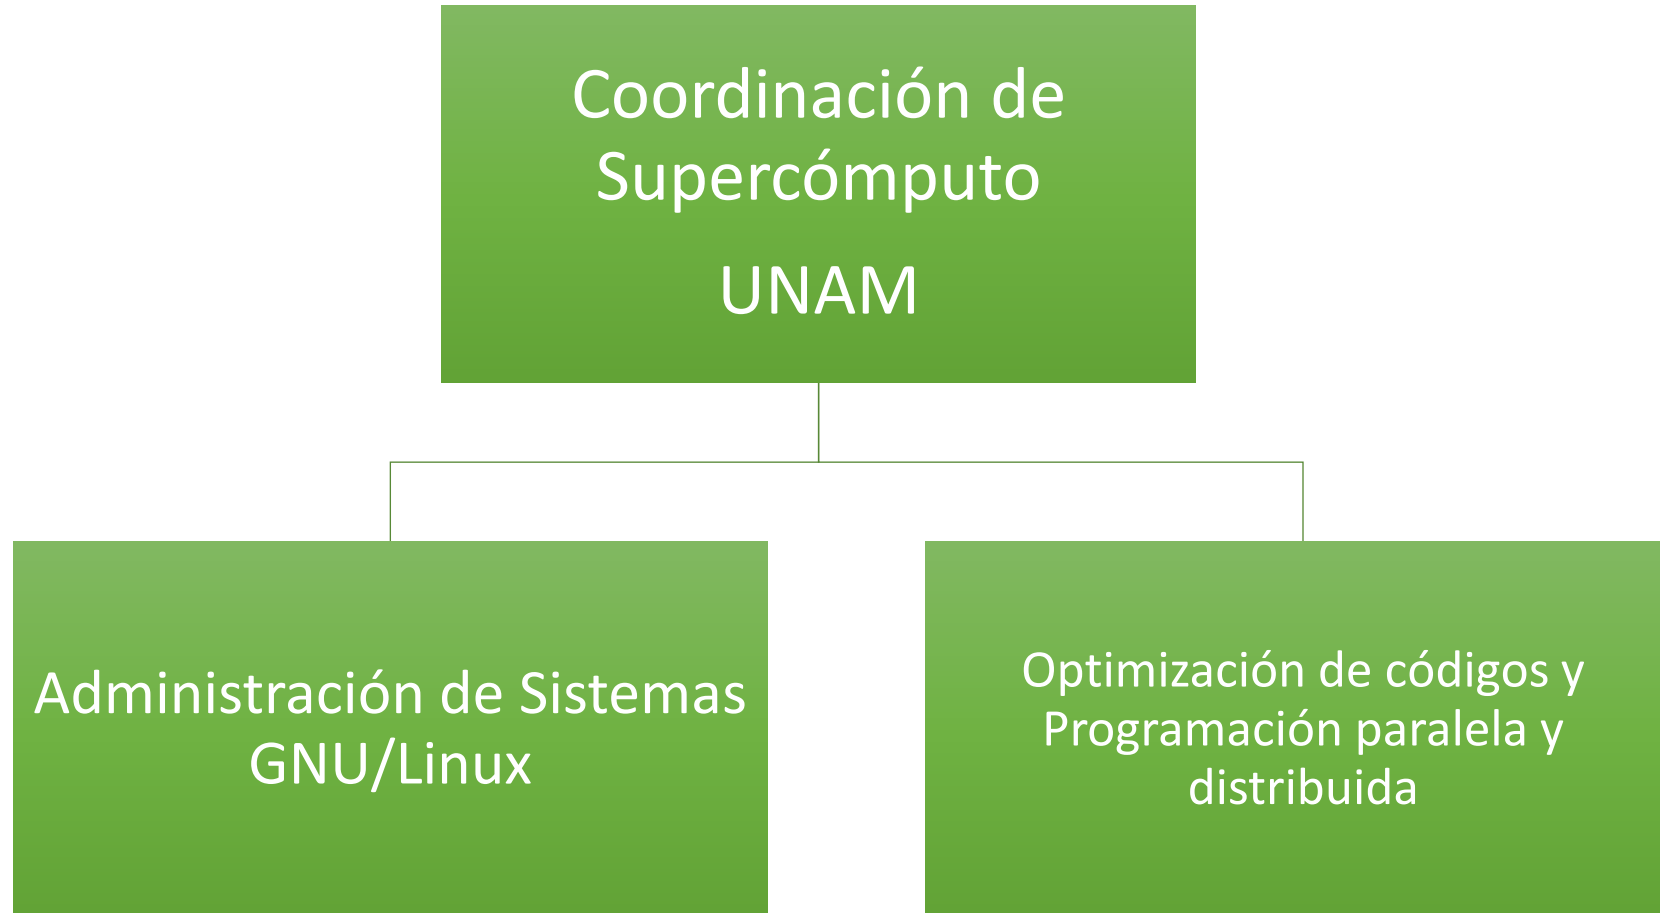 Coordinación de
Supercómputo
UNAM
Administración de Sistemas
GNU/Linux
Optimización de códigos y
Programación paralela y
distribuida